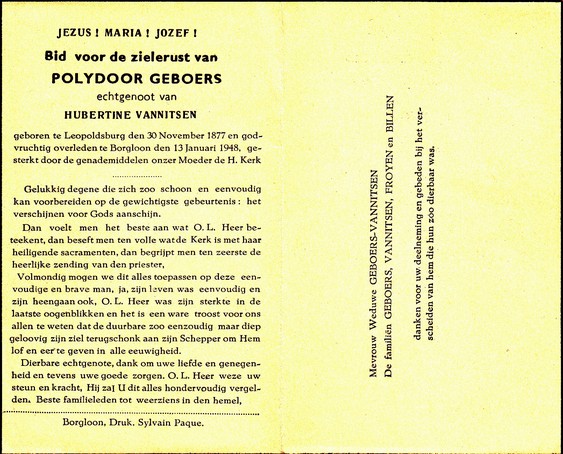 JEZUS! MARIA! JOZEF!
Bid voor de zielerust van
POLYDOOR GEBOERS
echtgenoot van
HUBERTINE VANNITSEN
geboren te Leopoldsburg den 30 November 1877 en god-
vruchtig overleden te Borgloon den 13 Januari 1948, ge-
sterkt door de genademiddelen onzer Moeder de H. Kerk
Gelukkig degene die zich zoo schoon en eenvoudig
kan voorbereiden op de gewichtigste gebeurtenis: het
verschijnen voor Gods aanschijn.
Dan voelt men het beste aan wat O. L. Heer be-
teekent, dan beseft men ten volle wat de Kerk is met haar
heiligende sacramenten, dan begrijpt men ten zeerste de
heerlijke zending van den priester,
Volmondig mogen we dit alles toepassen op deze een-
voudige en brave man, ja, zijn leven was eenvoudig en
zijn heengaan ook, O. L. Heer was zijn sterkte in de
laatste oogenblikken en het is een ware troost voor ons
allen te weten dat de duurbare zoo eenzoudig maar diep
geloovig zijn ziel terugschonk aan zijn Schepper om Hem
lof en eer te geven in alle eeuwigheid.
Dierbare echtgenote, dank om uwe liefde en genegen-
heid en tevens uwe goede zorgen. O. L. Heer weze uw
steun en kracht, Hij zal U dit alles hondervoudig vergel-
den. Beste familieleden tot weerziens in den hemel,
Borgloon, Druk. Sylvain Paque.
Mevrouw Weduwe GEBOERS-VANNITSEN
De familiën GEBOERS, VANNITSEN, FROYEN en BILLEN
danken voor uw deelneming en gebeden bij het ver-
scheiden van hem die hun zoo dierbaar was.